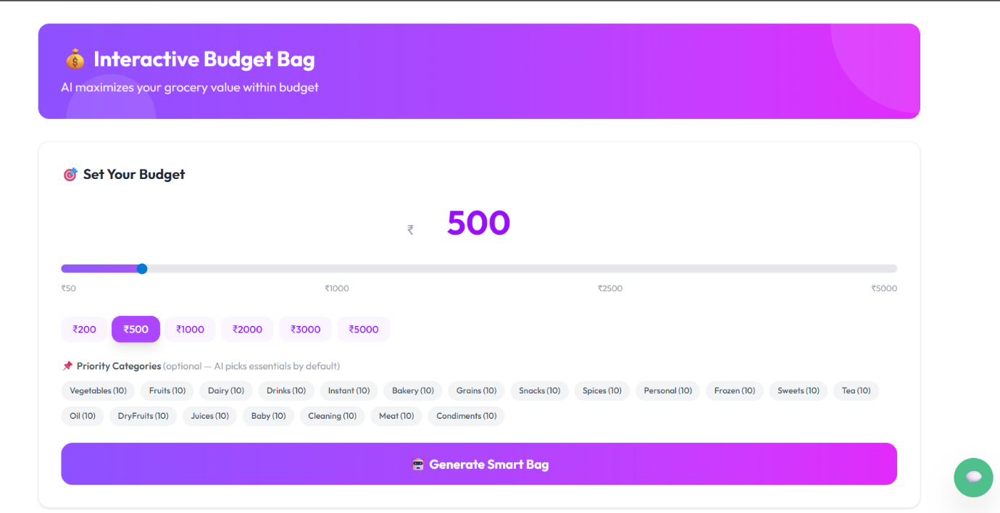 Interactive Budget Bag
AI maximizes your grocery value within budget
Set Your Budget
₹ 500
₹50 ₹1000 ₹2500 ₹5000
₹200 ₹500 ₹1000 ₹2000 ₹3000 ₹5000
Priority Categories (optional — AI picks essentials by default)
Vegetables (10) Fruits (10) Dairy (10) Drinks (10) Instant (10) Bakery (10) Grains (10) Snacks (10) Spices (10) Personal (10) Frozen (10) Sweets (10) Tea (10)
Oil (10) DryFruits (10) Juices (10) Baby (10) Cleaning (10) Meat (10) Condiments (10)
Generate Smart Bag